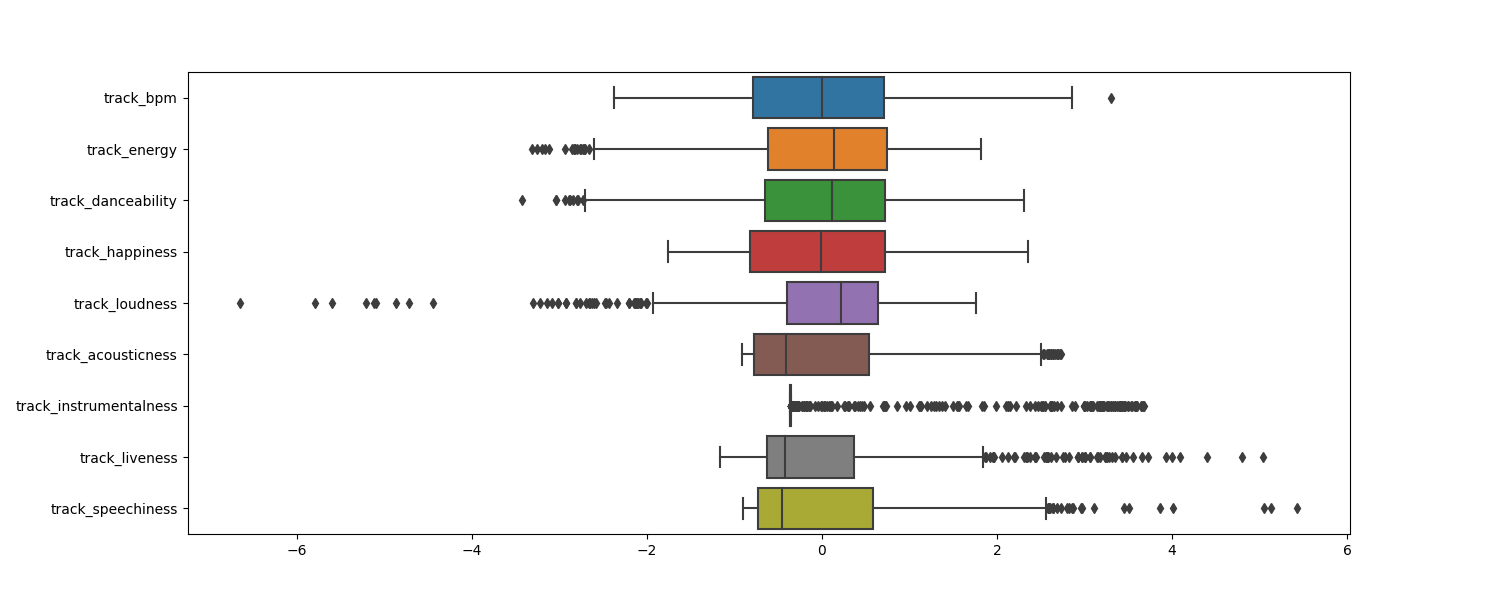 track_bpm
track_energy
track_danceability
track_happiness
track_loudness
track_acousticness
track_instrumentalness
track_liveness
track_speechiness
−6 −4 −2 0 2 4 6